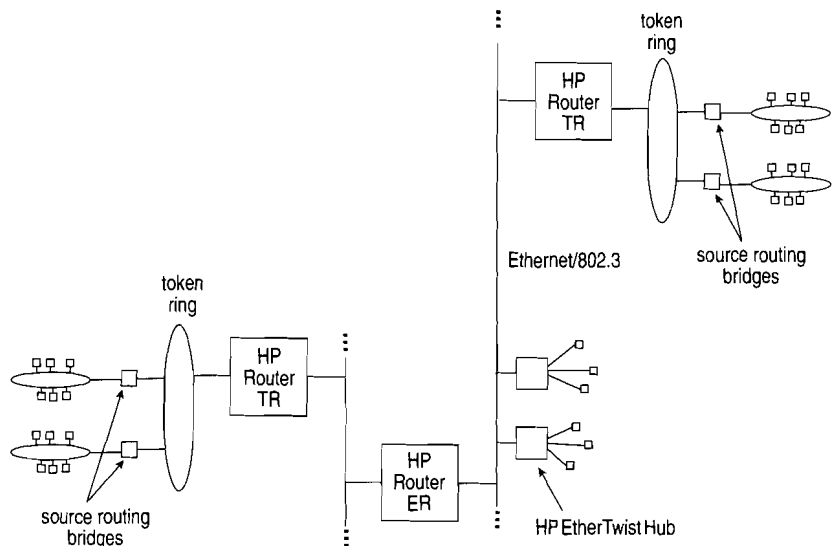 token
ring
HP
Router
TR
source routing
bridges
Ethernet/802.3
token
ring
HP
Router
TR
HP
Router
ER
source routing
bridges
HP EtherTwist Hub